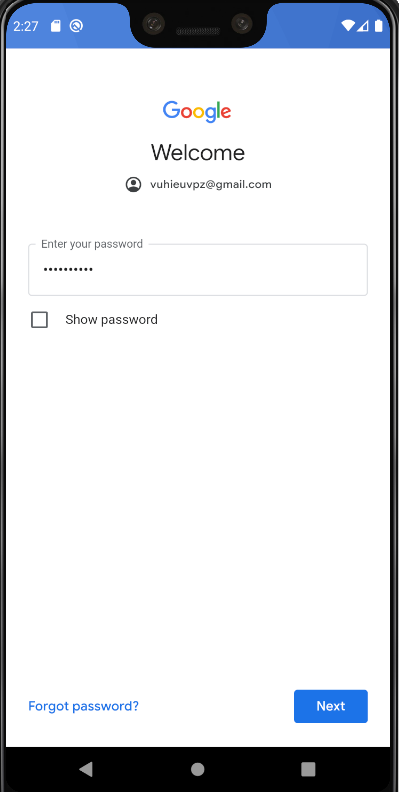 2:27
Google
Welcome
vuhieuvpz@gmail.com
Enter your password
••••••••••
Show password
Forgot password?
Next